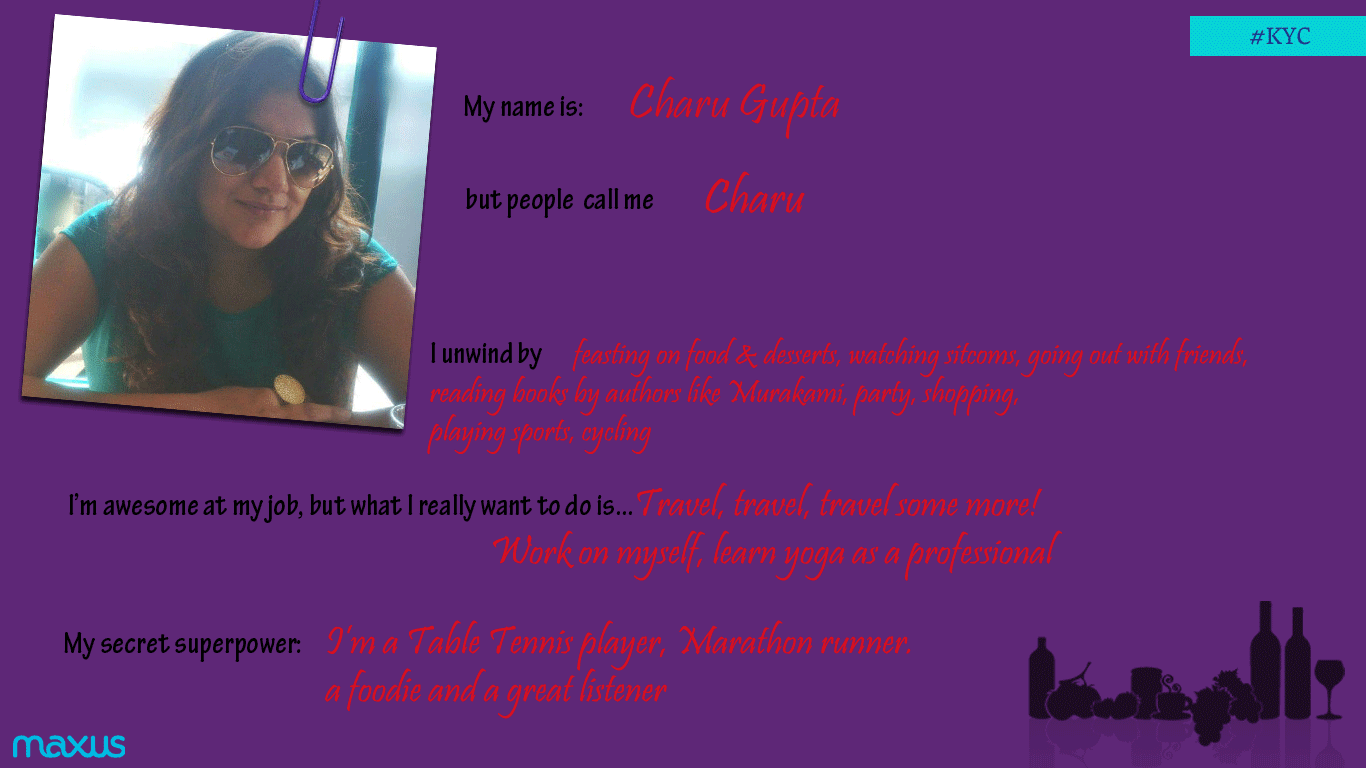 #KYC
My name is: Charu Gupta
but people call me Charu
I unwind by feasting on food & desserts, watching sitcoms, going out with friends,
reading books by authors like Murakami, party, shopping,
playing sports, cycling
I'm awesome at my job, but what I really want to do is... Travel, travel, travel some more!
Work on myself, learn yoga as a professional
My secret superpower: I'm a Table Tennis player, Marathon runner.
a foodie and a great listener
maxus